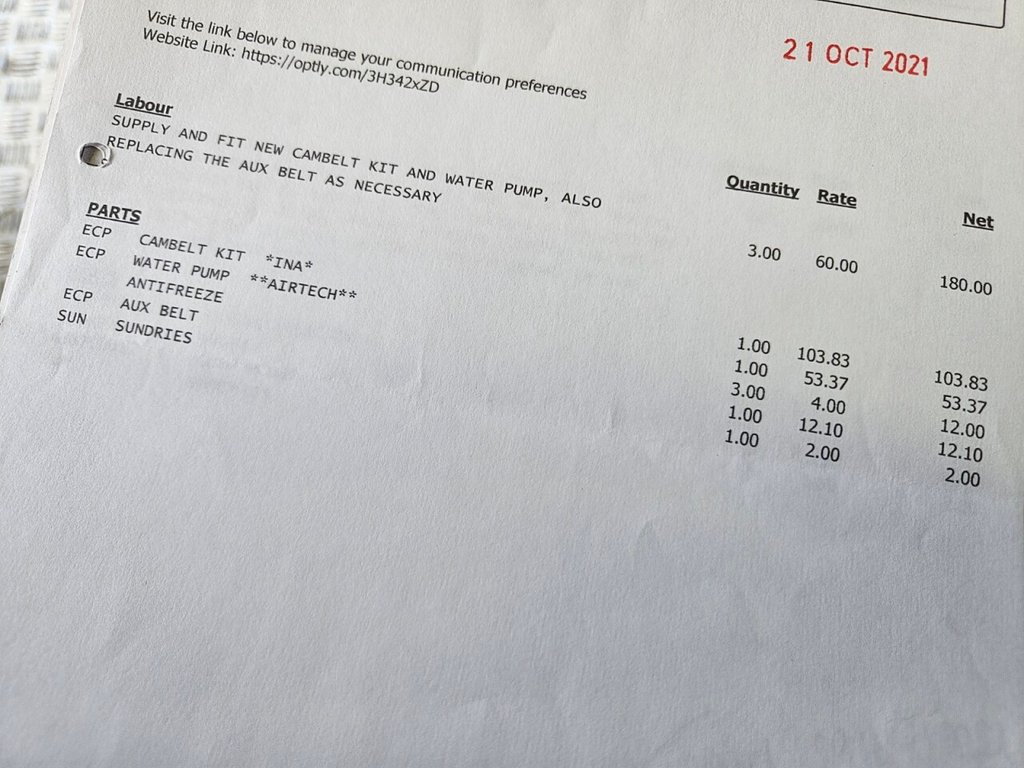 21 OCT 2021
Visit the link below to manage your communication preferences
Website Link: https://optly.com/3H342xZD
Labour Quantity Rate Net
SUPPLY AND FIT NEW CAMBELT KIT AND WATER PUMP, ALSO
REPLACING THE AUX BELT AS NECESSARY
3.00 60.00 180.00
PARTS
ECP CAMBELT KIT *INA* 1.00 103.83 103.83
ECP WATER PUMP **AIRTECH** 1.00 53.37 53.37
ANTIFREEZE 3.00 4.00 12.00
ECP AUX BELT 1.00 12.10 12.10
SUN SUNDRIES 1.00 2.00 2.00